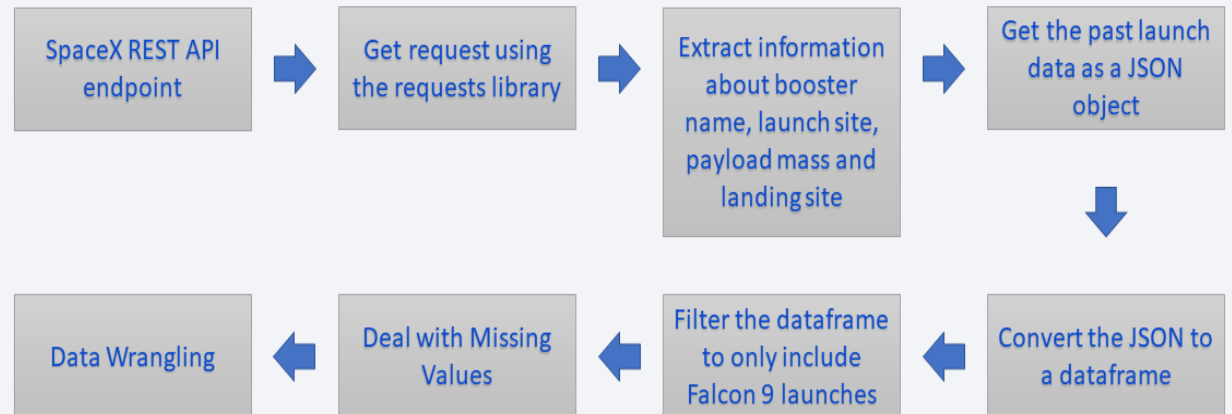 SpaceX REST API
endpoint
Get request using
the requests library
Extract information
about booster
name, launch site,
payload mass and
landing site
Get the past launch
data as a JSON
object
Convert the JSON to
a dataframe
Filter the dataframe
to only include
Falcon 9 launches
Deal with Missing
Values
Data Wrangling